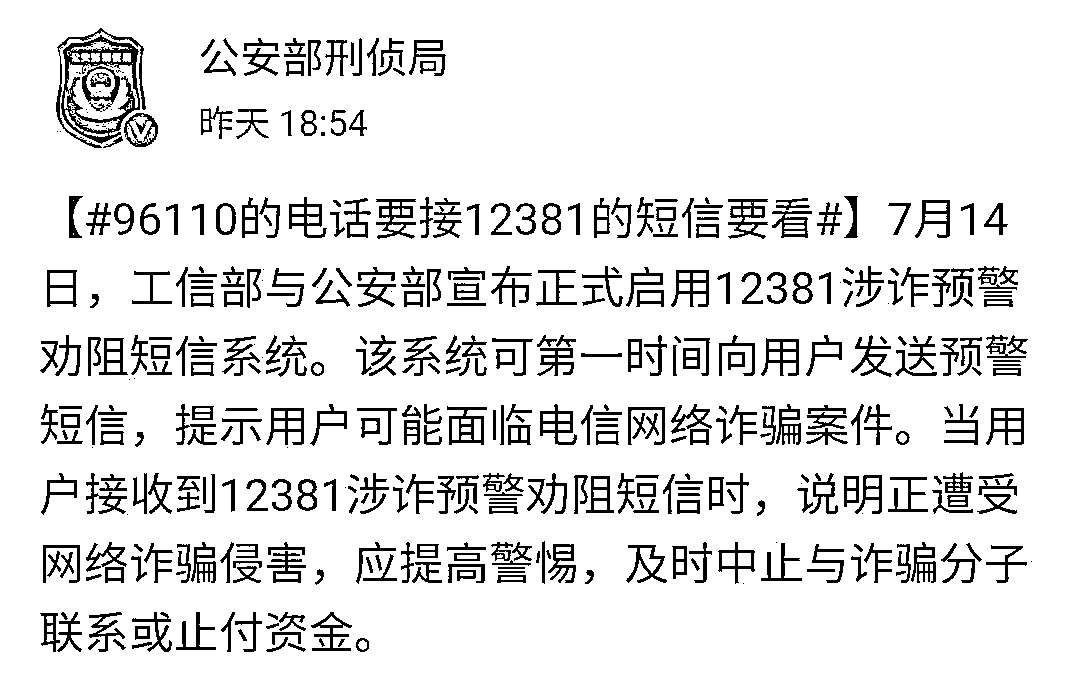 公安部刑侦局
昨天 18:54
【#96110的电话要接12381的短信要看#】7月14
日，工信部与公安部宣布正式启用12381涉诈预警
劝阻短信系统。该系统可第一时间向用户发送预警
短信，提示用户可能面临电信网络诈骗案件。当用
户接收到12381涉诈预警劝阻短信时，说明正遭受
网络诈骗侵害，应提高警惕，及时中止与诈骗分子
联系或止付资金。